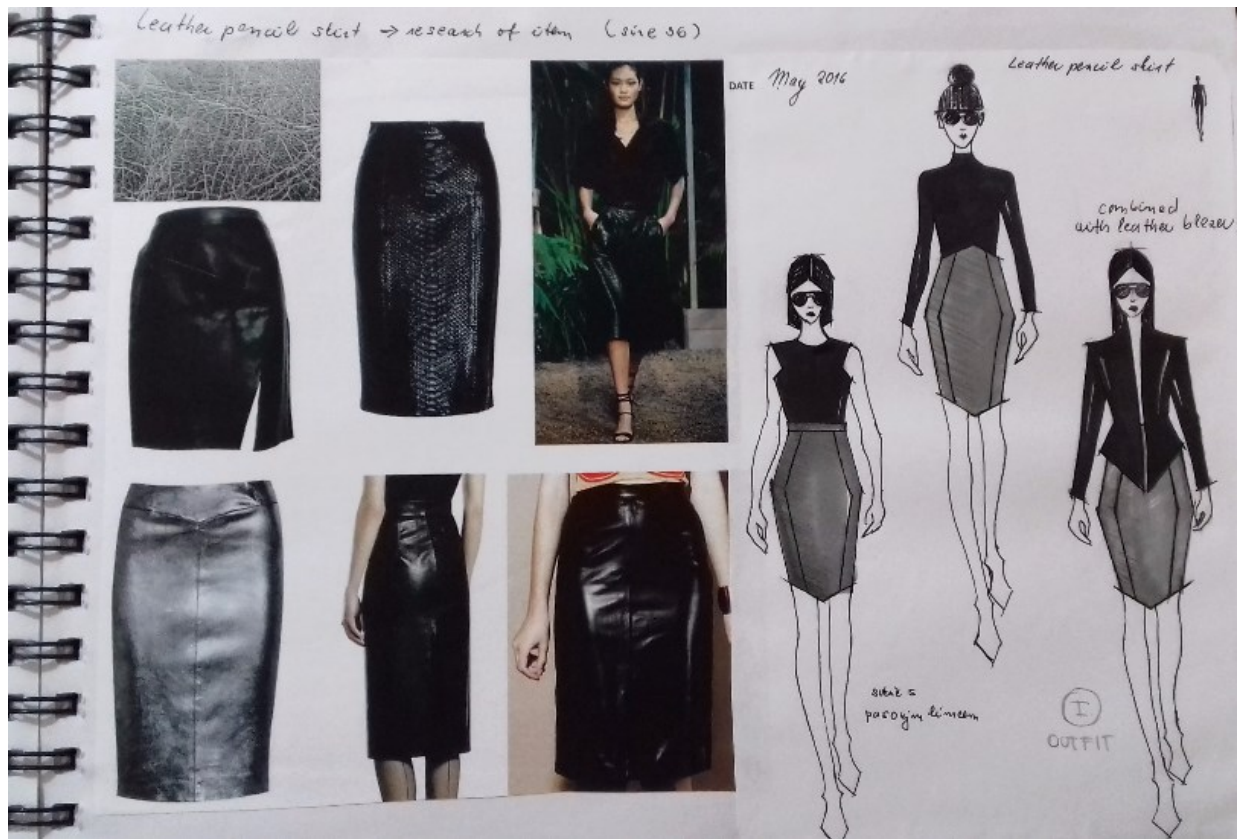 Leather pencil skirt → research of item (size 36)
DATE May 2016
Leather pencil skirt
combined
with leather blezer
sukně s
pasovým límcem
I
OUTFIT